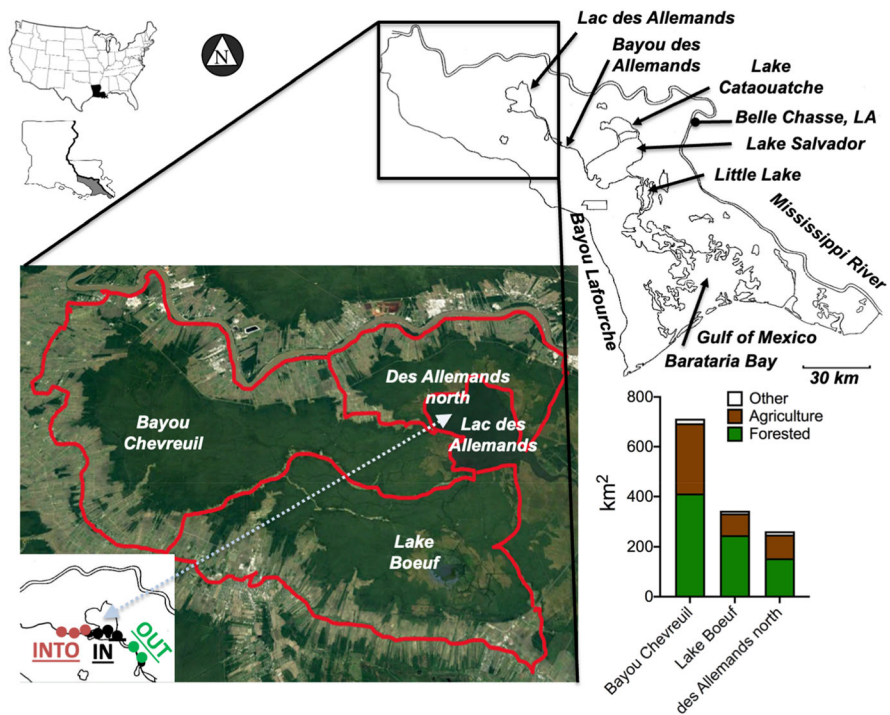 N
Lac des Allemands
Bayou des
Allemands
Lake
Cataouatche
Belle Chasse, LA
Lake Salvador
Little Lake
Mississippi River
Bayou Lafourche
Gulf of Mexico
Barataria Bay
30 km
Des Allemands
north
Bayou
Chevreuil
Lac des
Allemands
Lake
Boeuf
INTO
IN
OUT
800
600
400
200
0
km2
Other
Agriculture
Forested
Bayou Chevreuil
Lake Boeuf
des Allemands north